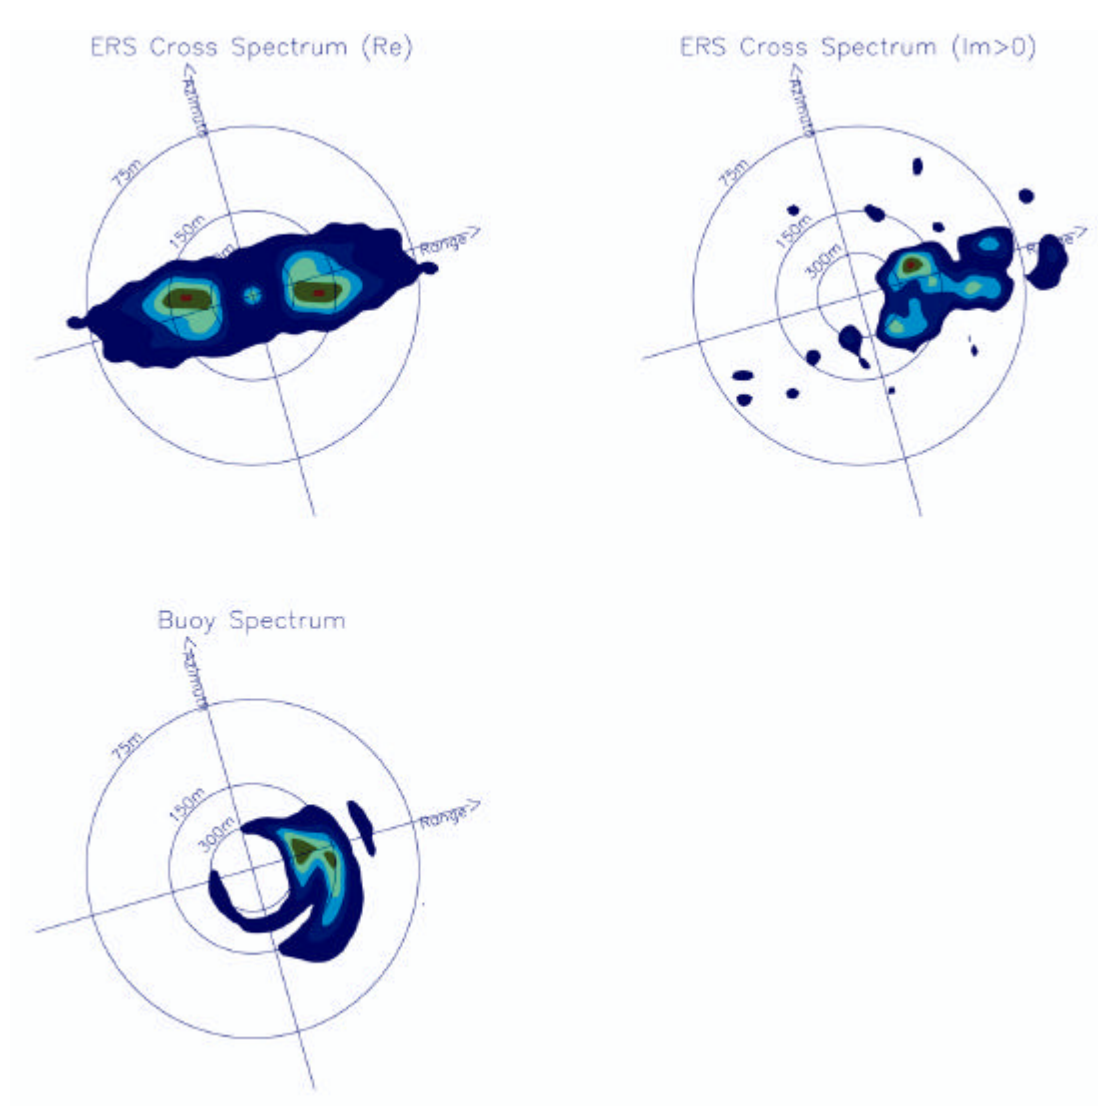 ERS Cross Spectrum (Re)
Azimuth
75m
150m
Range
ERS Cross Spectrum (Im>0)
Azimuth
75m
150m
300m
Buoy Spectrum
Azimuth
75m
150m
300m
Range